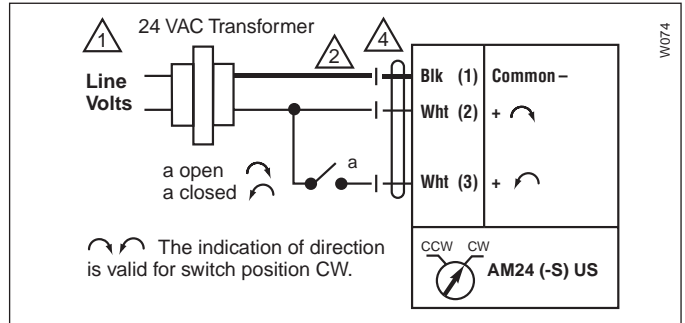 1 24 VAC Transformer
2 4
Line Volts
Blk (1) Common –
Wht (2) +
a
a open
a closed
Wht (3) +
The indication of direction
is valid for switch position CW.
CCW CW
AM24 (-S) US
W074